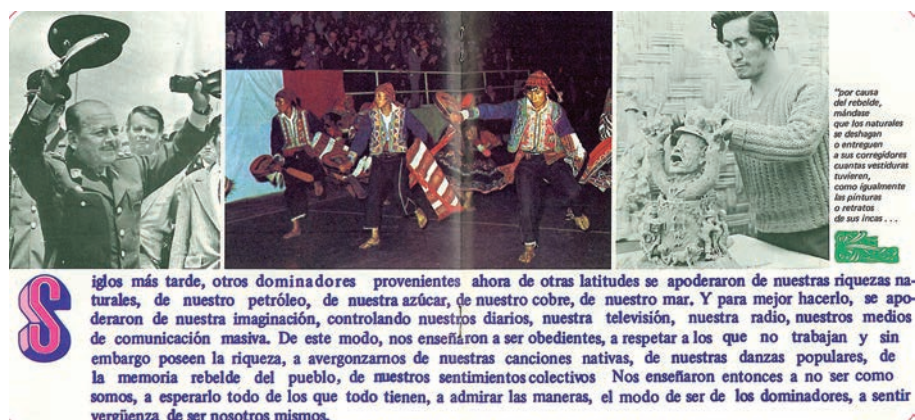 "por causa
del rebelde,
mándase
que los naturales
se deshagan
o entreguen
a sus corregidores
cuantas vestiduras
tuvieren,
como igualmente
las pinturas
o retratos
de sus incas . . .
Siglos más tarde, otros dominadores provenientes ahora de otras latitudes se apoderaron de nuestras riquezas na-
turales, de nuestro petróleo, de nuestra azúcar, de nuestro cobre, de nuestro mar. Y para mejor hacerlo, se apo-
deraron de nuestra imaginación, controlando nuestros diarios, nuestra televisión, nuestra radio, nuestros medios
de comunicación masiva. De este modo, nos enseñaron a ser obedientes, a respetar a los que no trabajan y sin
embargo poseen la riqueza, a avergonzarnos de nuestras canciones nativas, de nuestras danzas populares, de
la memoria rebelde del pueblo, de nuestros sentimientos colectivos Nos enseñaron entonces a no ser como
somos, a esperarlo todo de los que todo tienen, a admirar las maneras, el modo de ser de los dominadores, a sentir
vergüenza de ser nosotros mismos.